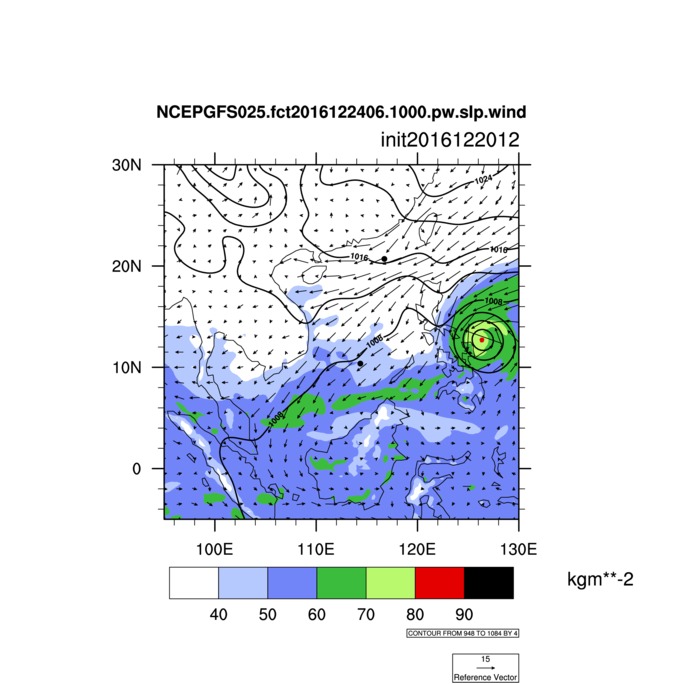 NCEPGFS025.fct2016122406.1000.pw.slp.wind
init2016122012
30N
1024
1016
1016
20N
1008
1008
10N
1008
0
100E 110E 120E 130E
kgm**-2
40 50 60 70 80 90
CONTOUR FROM 948 TO 1084 BY 4
15
Reference Vector